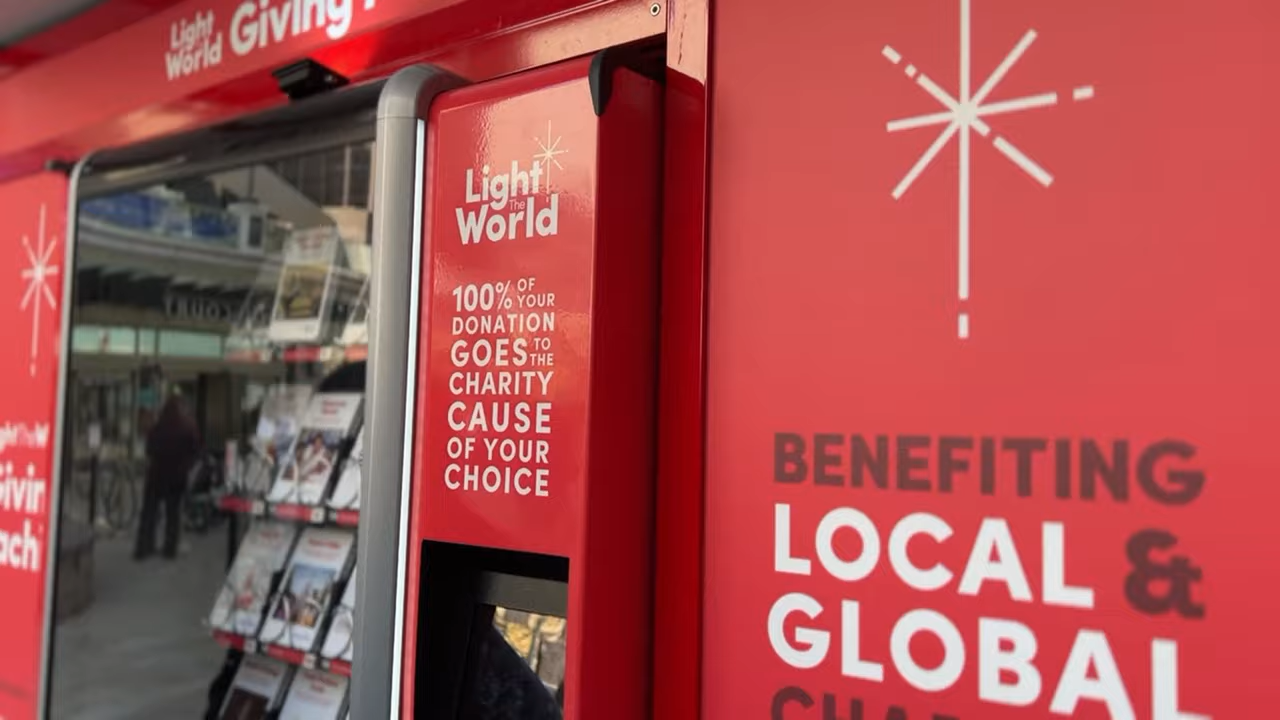 Light
The
World
Giving
Light
The
World
100% OF
YOUR
DONATION
GOES TO
THE
CHARITY
CAUSE
OF YOUR
CHOICE
BENEFITING
LOCAL &
GLOBAL